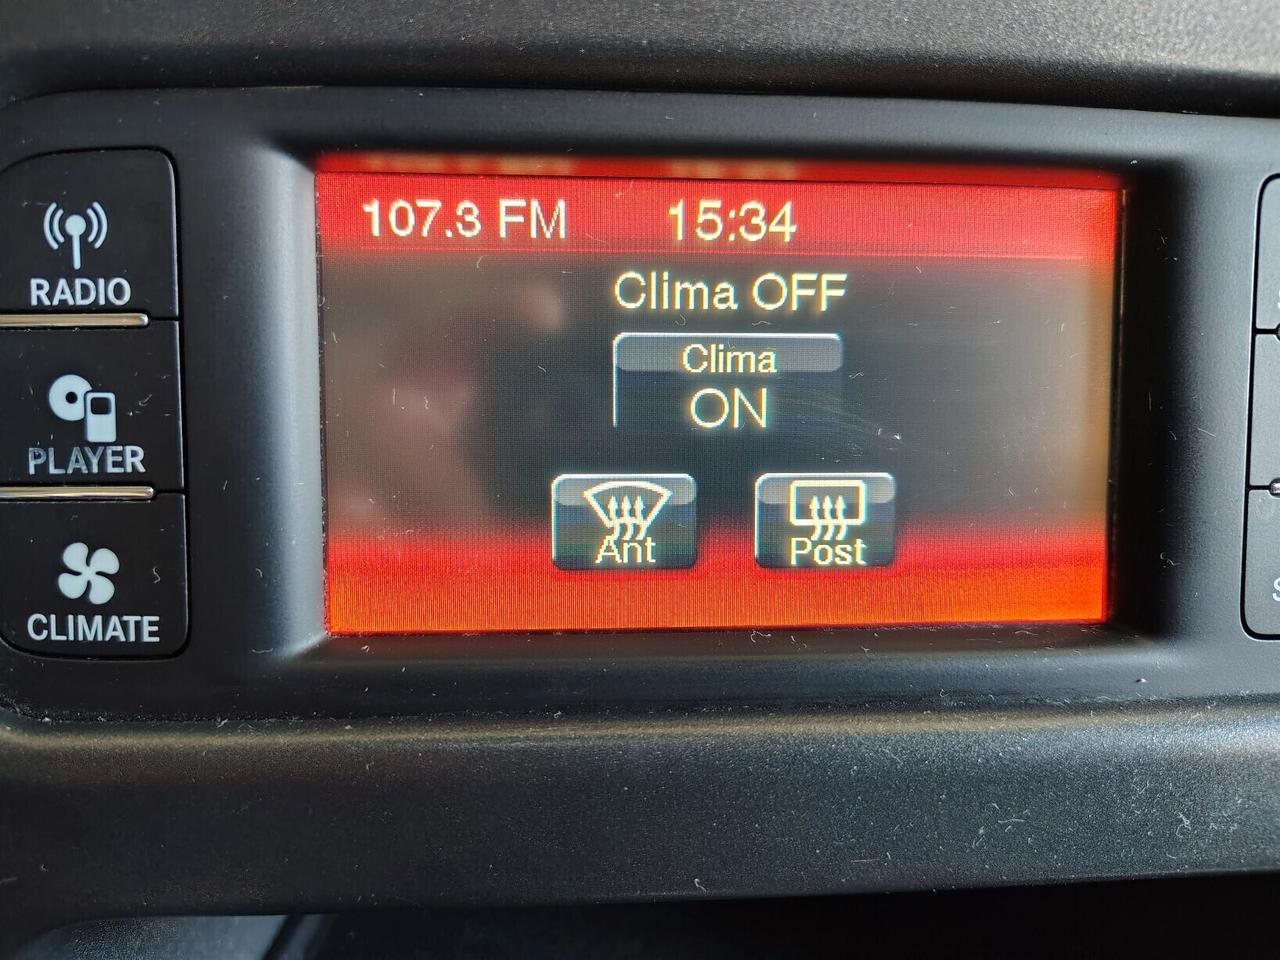 107.3 FM 15:34
Clima OFF
Clima
ON
Ant Post
RADIO
PLAYER
CLIMATE